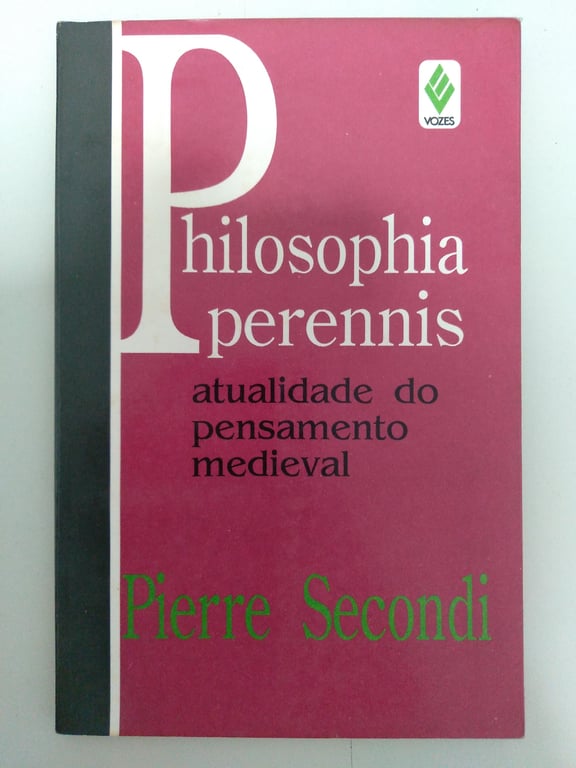 VOZES
Philosophia
perennis
atualidade do
pensamento
medieval
Pierre Secondi